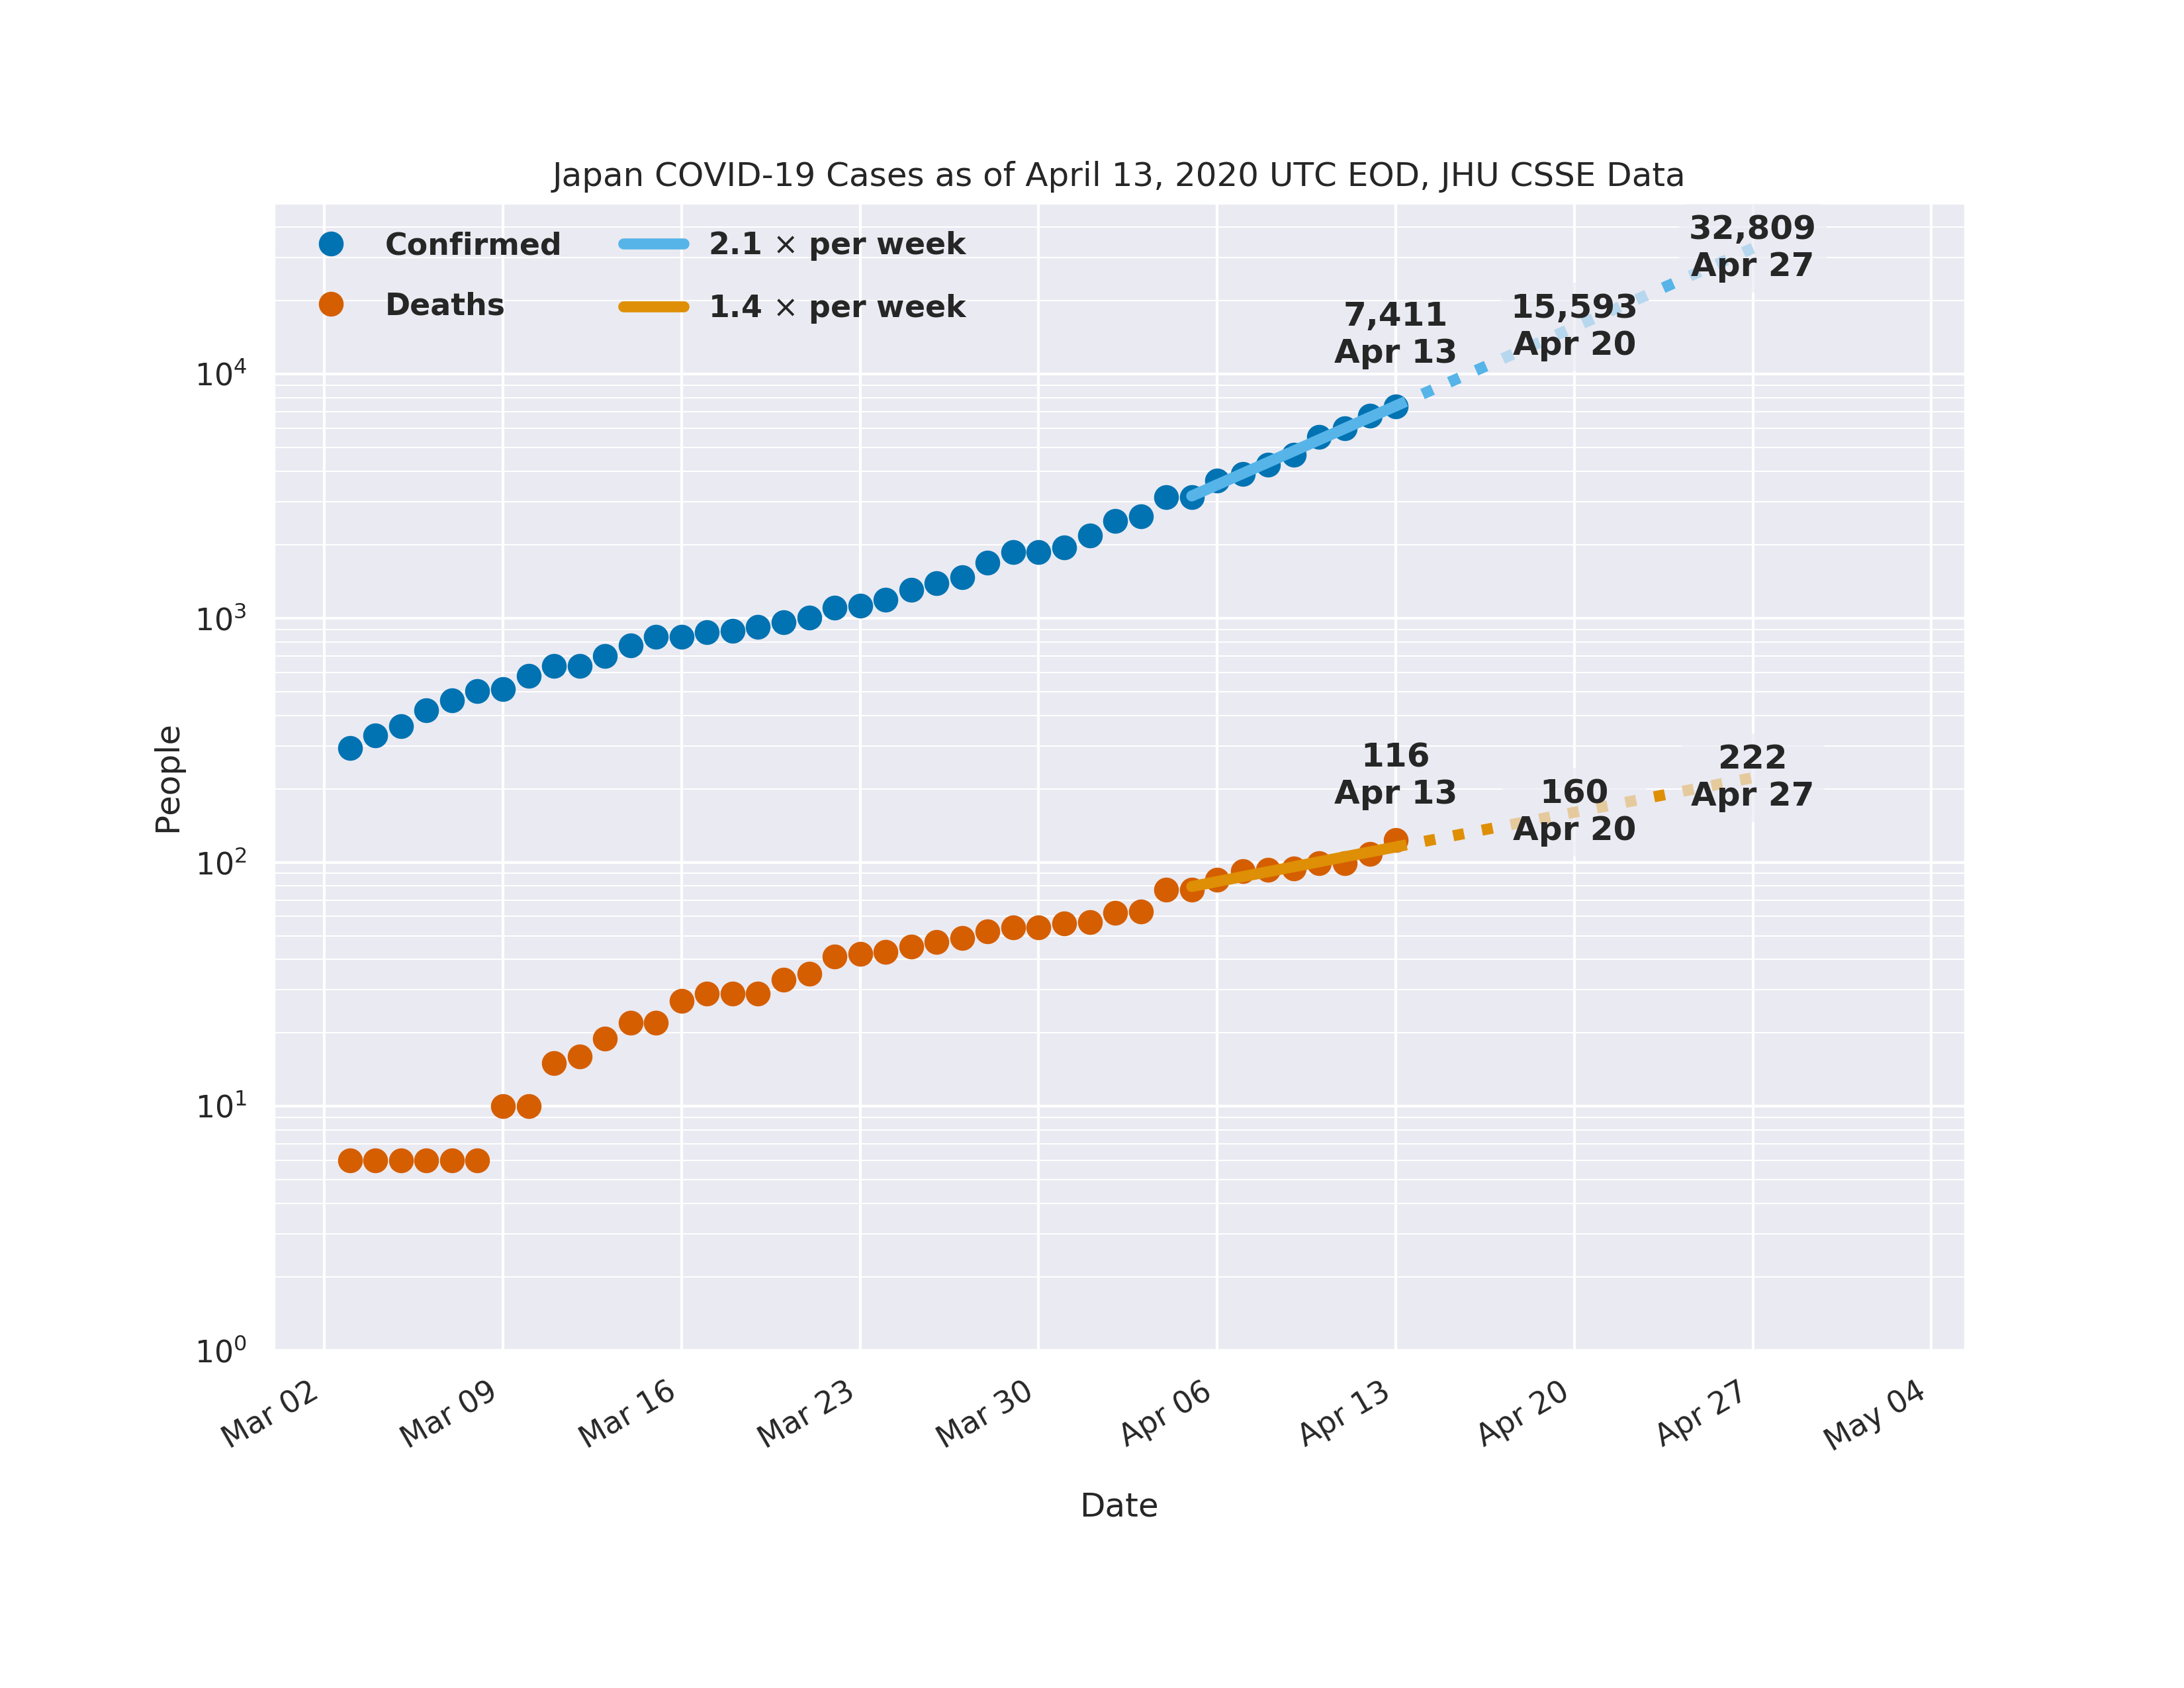 Japan COVID-19 Cases as of April 13, 2020 UTC EOD, JHU CSSE Data
Confirmed
Deaths
2.1 × per week
1.4 × per week
32,809
Apr 27
15,593
Apr 20
7,411
Apr 13
116
Apr 13
160
Apr 20
222
Apr 27
People
10⁴
10³
10²
10¹
10⁰
Mar 02
Mar 09
Mar 16
Mar 23
Mar 30
Apr 06
Apr 13
Apr 20
Apr 27
May 04
Date